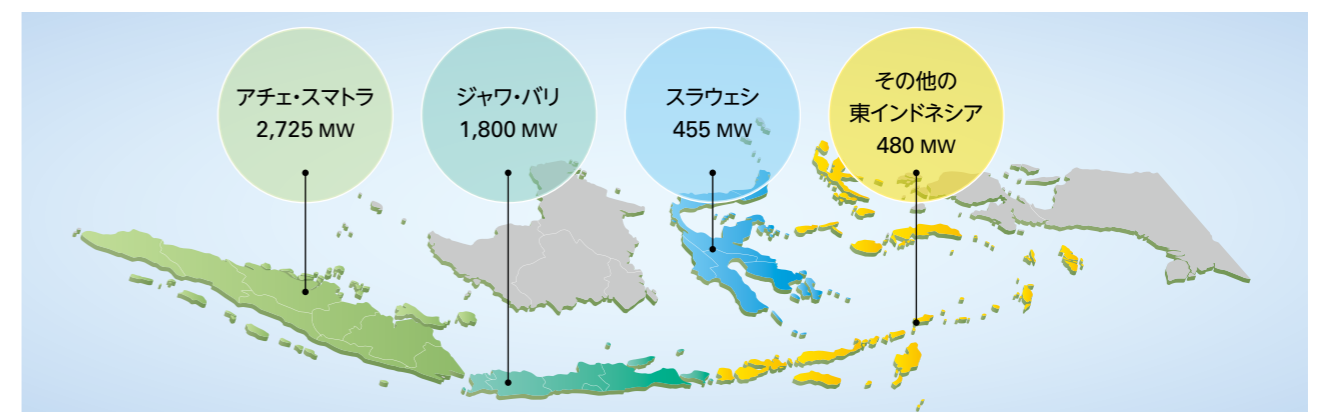 アチェ・スマトラ
2,725 MW
ジャワ・バリ
1,800 MW
スラウェシ
455 MW
その他の
東インドネシア
480 MW